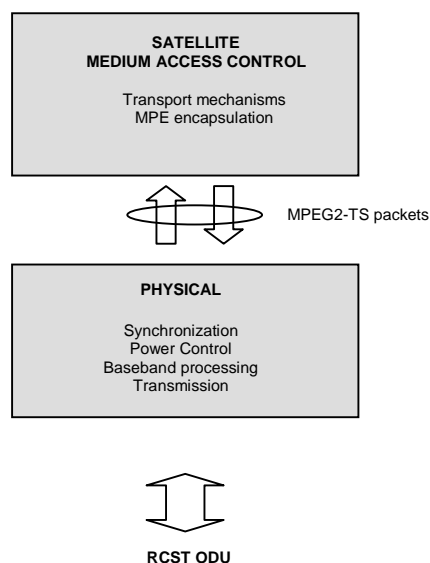 SATELLITE
MEDIUM ACCESS CONTROL
Transport mechanisms
MPE encapsulation
MPEG2-TS packets
PHYSICAL
Synchronization
Power Control
Baseband processing
Transmission
RCST ODU